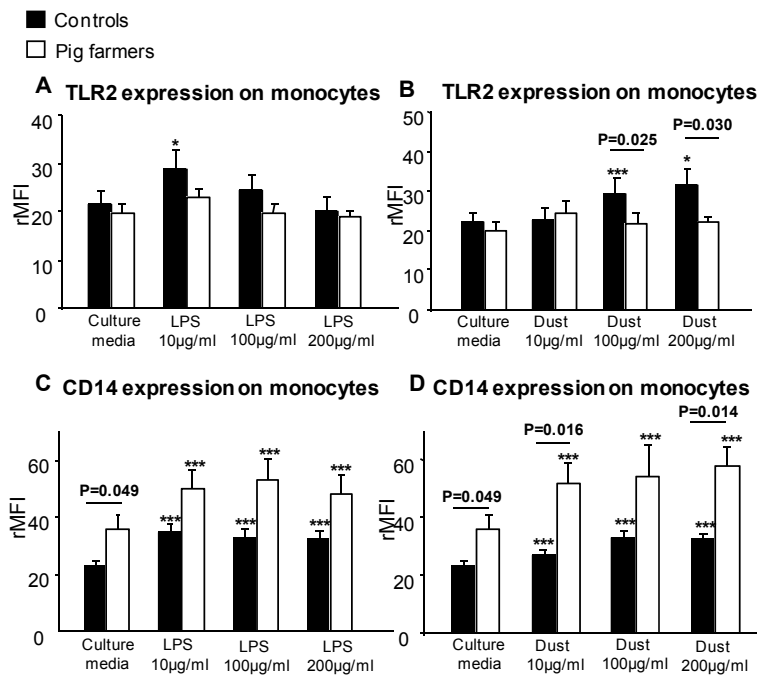 Controls
Pig farmers
A TLR2 expression on monocytes
40
30
20
10
0
rMFI
*
Culture media
LPS 10µg/ml
LPS 100µg/ml
LPS 200µg/ml
B TLR2 expression on monocytes
50
40
30
20
10
0
rMFI
P=0.025
P=0.030
***
*
Culture media
Dust 10µg/ml
Dust 100µg/ml
Dust 200µg/ml
C CD14 expression on monocytes
60
40
20
0
rMFI
P=0.049
*** *** *** *** *** ***
Culture media
LPS 10µg/ml
LPS 100µg/ml
LPS 200µg/ml
D CD14 expression on monocytes
60
40
20
0
rMFI
P=0.049
P=0.016
P=0.014
*** *** *** *** *** ***
Culture media
Dust 10µg/ml
Dust 100µg/ml
Dust 200µg/ml